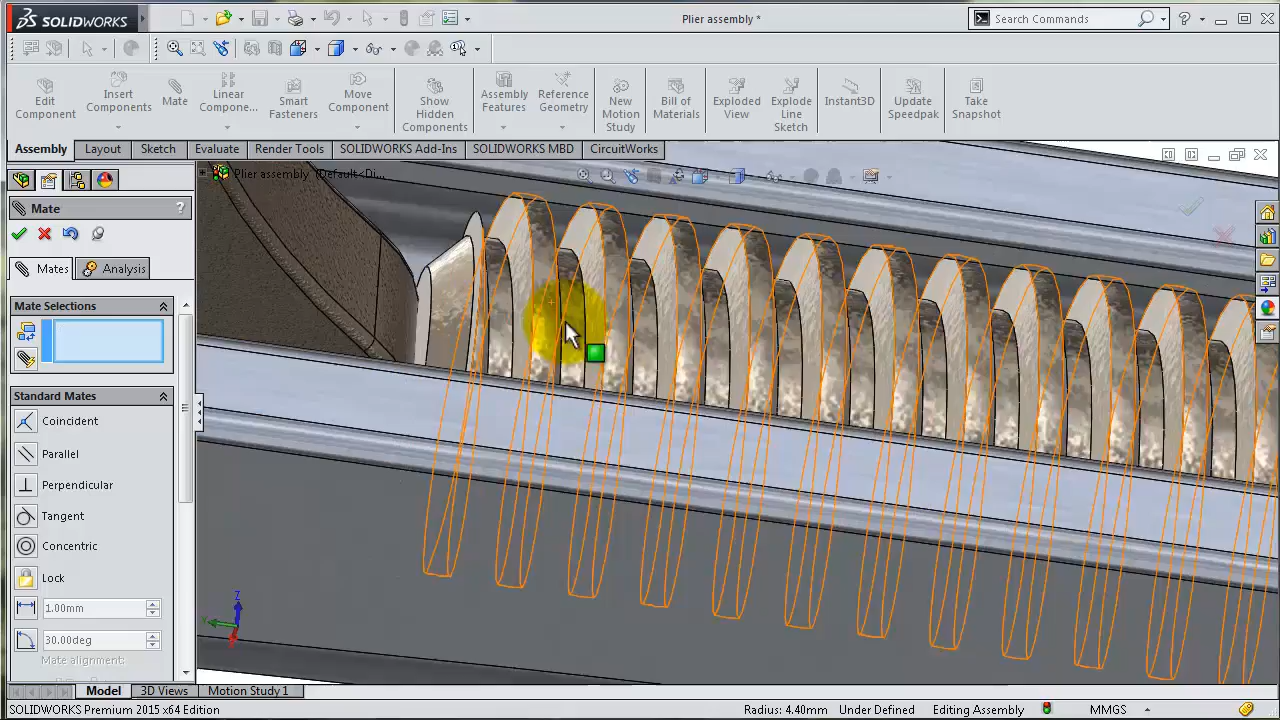 SOLIDWORKS
Plier assembly *
Search Commands
?
Edit Component
Insert Components
Mate
Linear Compone...
Smart Fasteners
Move Component
Show Hidden Components
Assembly Features
Reference Geometry
New Motion Study
Bill of Materials
Exploded View
Explode Line Sketch
Instant3D
Update Speedpak
Take Snapshot
Assembly
Layout
Sketch
Evaluate
Render Tools
SOLIDWORKS Add-Ins
SOLIDWORKS MBD
CircuitWorks
Plier assembly (Default<Di...
Mate
?
Mates
Analysis
Mate Selections
Standard Mates
Coincident
Parallel
Perpendicular
Tangent
Concentric
Lock
1.00mm
30.00deg
Mate alignment:
Z
Model
3D Views
Motion Study 1
SOLIDWORKS Premium 2015 x64 Edition
Radius: 4.40mm
Under Defined
Editing Assembly
MMGS